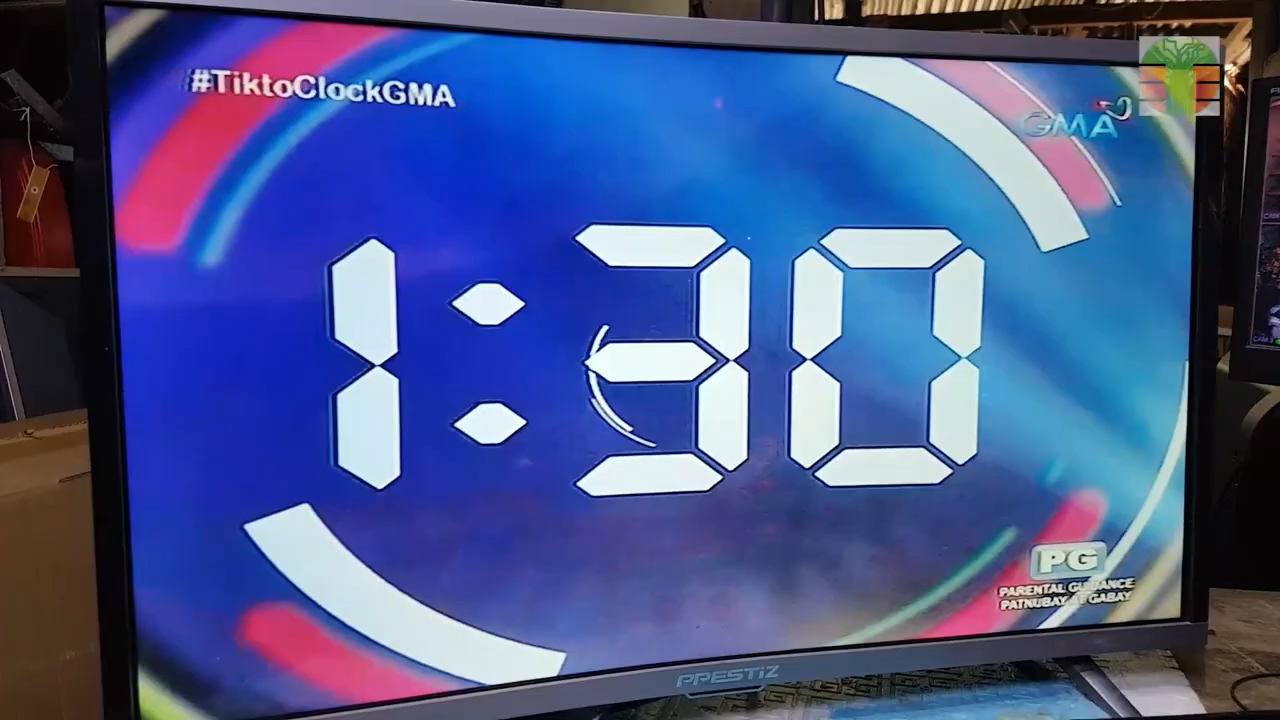 #TiktoClockGMA
GMA
1:30
PG
PARENTAL GUIDANCE
PATNUBAY AT GABAY
PRESTiZ